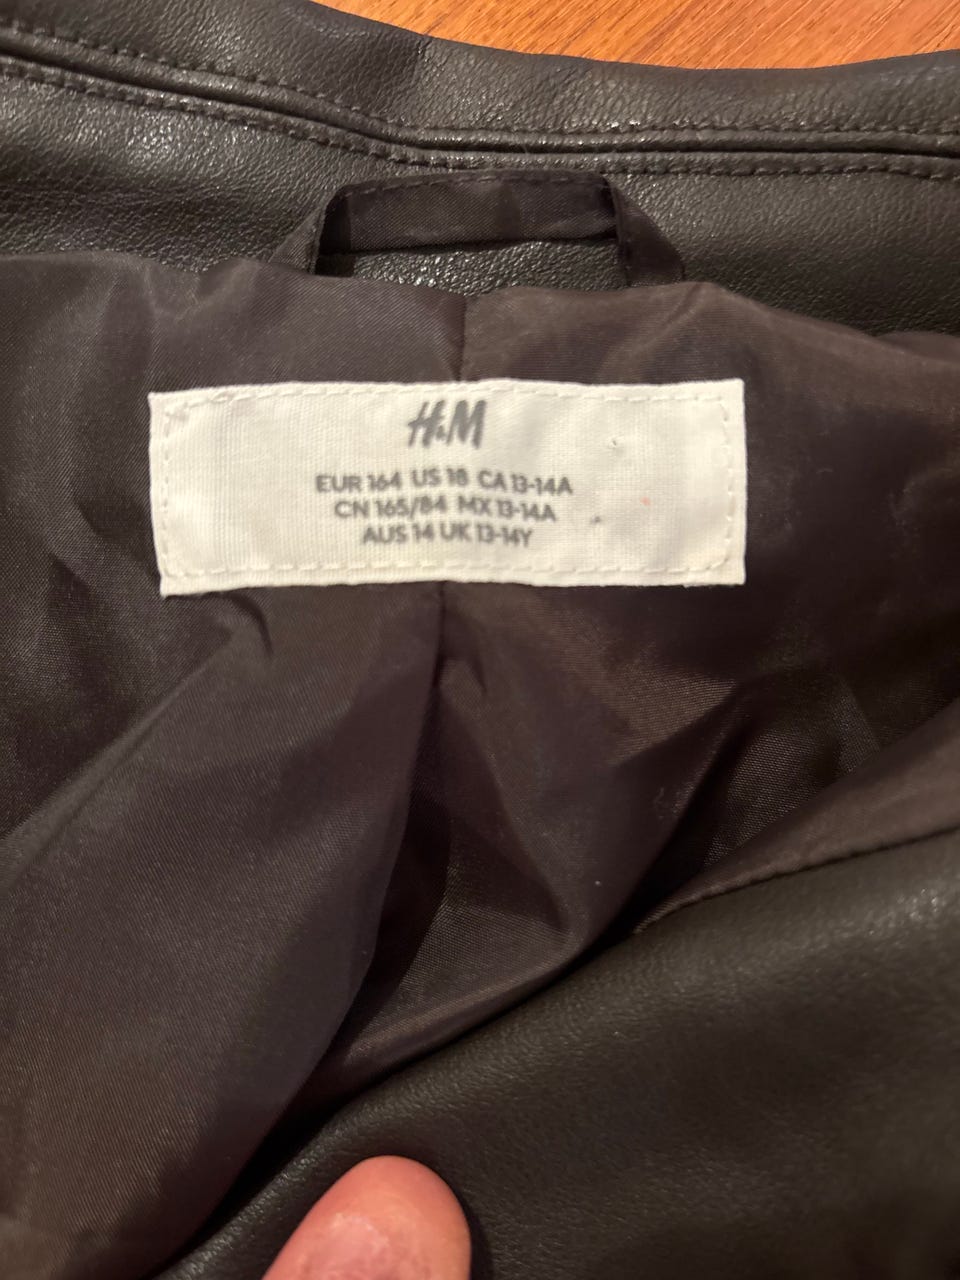 H&M
EUR 164 US 18 CA 13-14A
CN 165/84 MX 13-14A
AUS 14 UK 13-14Y